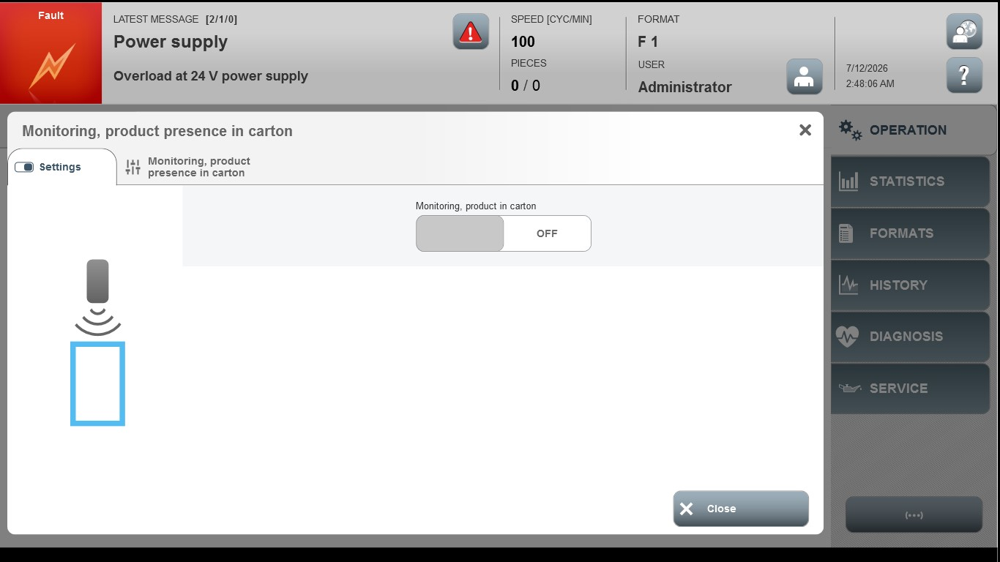 Fault
LATEST MESSAGE [2/1/0]
Power supply
Overload at 24 V power supply
SPEED [CYC/MIN]
100
PIECES
0 / 0
FORMAT
F 1
USER
Administrator
7/12/2026
2:48:06 AM
?
Monitoring, product presence in carton
Settings
Monitoring, product
presence in carton
Monitoring, product in carton
OFF
Close
OPERATION
STATISTICS
FORMATS
HISTORY
DIAGNOSIS
SERVICE
(•••)